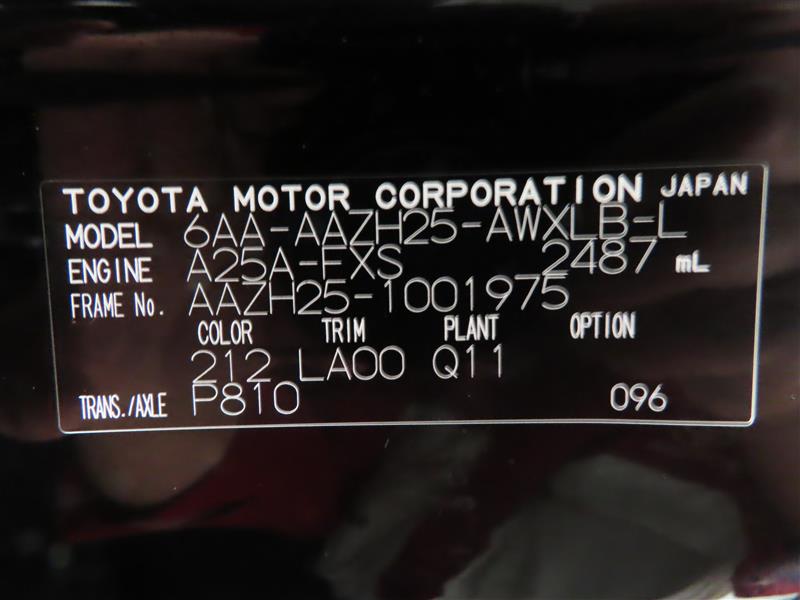 TOYOTA MOTOR CORPORATION JAPAN
MODEL 6AA-AAZH25-AWXLB-L
ENGINE A25A-FXS 2487 mL
FRAME No. AAZH25-1001975
COLOR TRIM PLANT OPTION
212 LA00 Q11
TRANS./AXLE P810 096